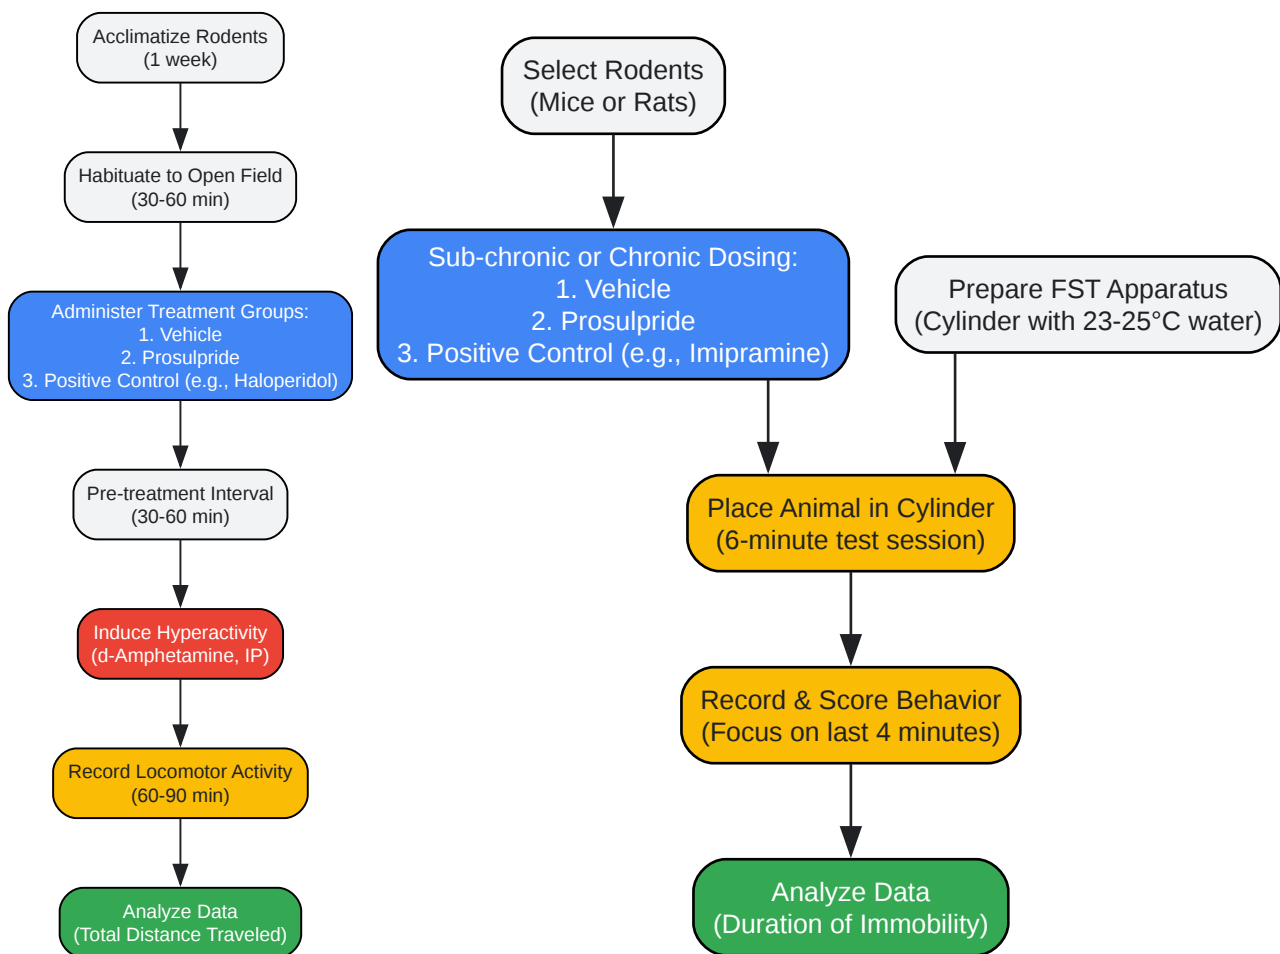 Acclimatize Rodents
(1 week)
Habituate to Open Field
(30-60 min)
Administer Treatment Groups:
1. Vehicle
2. Prosulpride
3. Positive Control (e.g., Haloperidol)
Pre-treatment Interval
(30-60 min)
Induce Hyperactivity
(d-Amphetamine, IP)
Record Locomotor Activity
(60-90 min)
Analyze Data
(Total Distance Traveled)
Select Rodents
(Mice or Rats)
Sub-chronic or Chronic Dosing:
1. Vehicle
2. Prosulpride
3. Positive Control (e.g., Imipramine)
Prepare FST Apparatus
(Cylinder with 23-25°C water)
Place Animal in Cylinder
(6-minute test session)
Record & Score Behavior
(Focus on last 4 minutes)
Analyze Data
(Duration of Immobility)